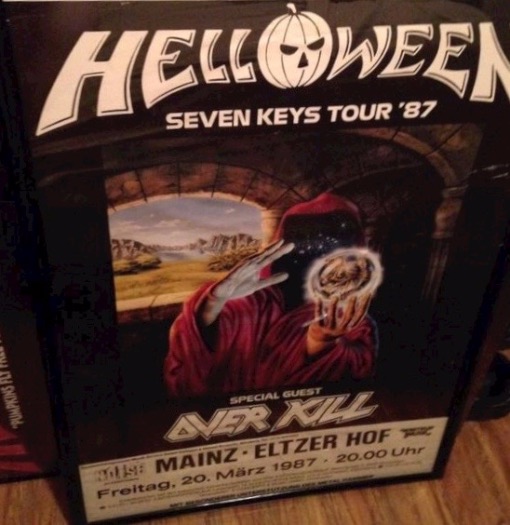 HELLOWEEN
SEVEN KEYS TOUR '87
SPECIAL GUEST
OVER KILL
MAINZ · ELTZER HOF
Freitag, 20. März 1987 · 20.00 Uhr